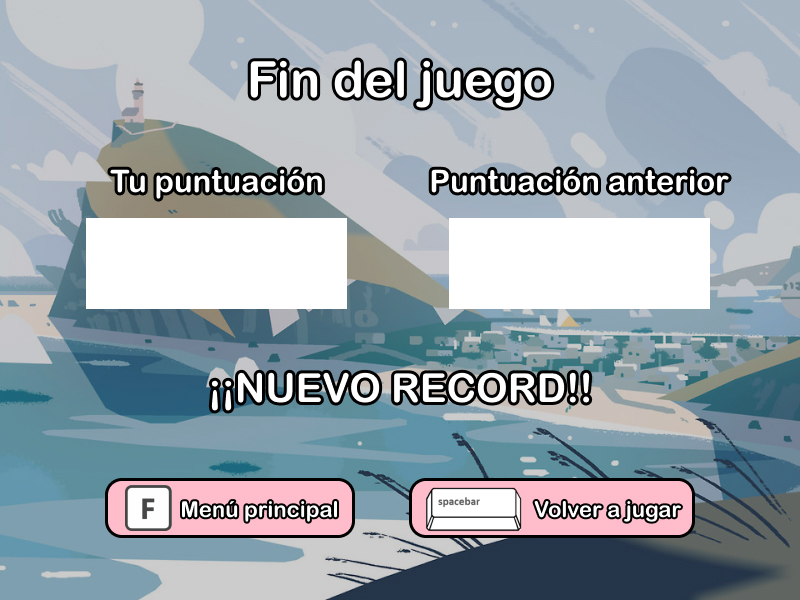 Fin del juego
Tu puntuación
Puntuación anterior
¡¡NUEVO RECORD!!
F Menú principal
spacebar Volver a jugar